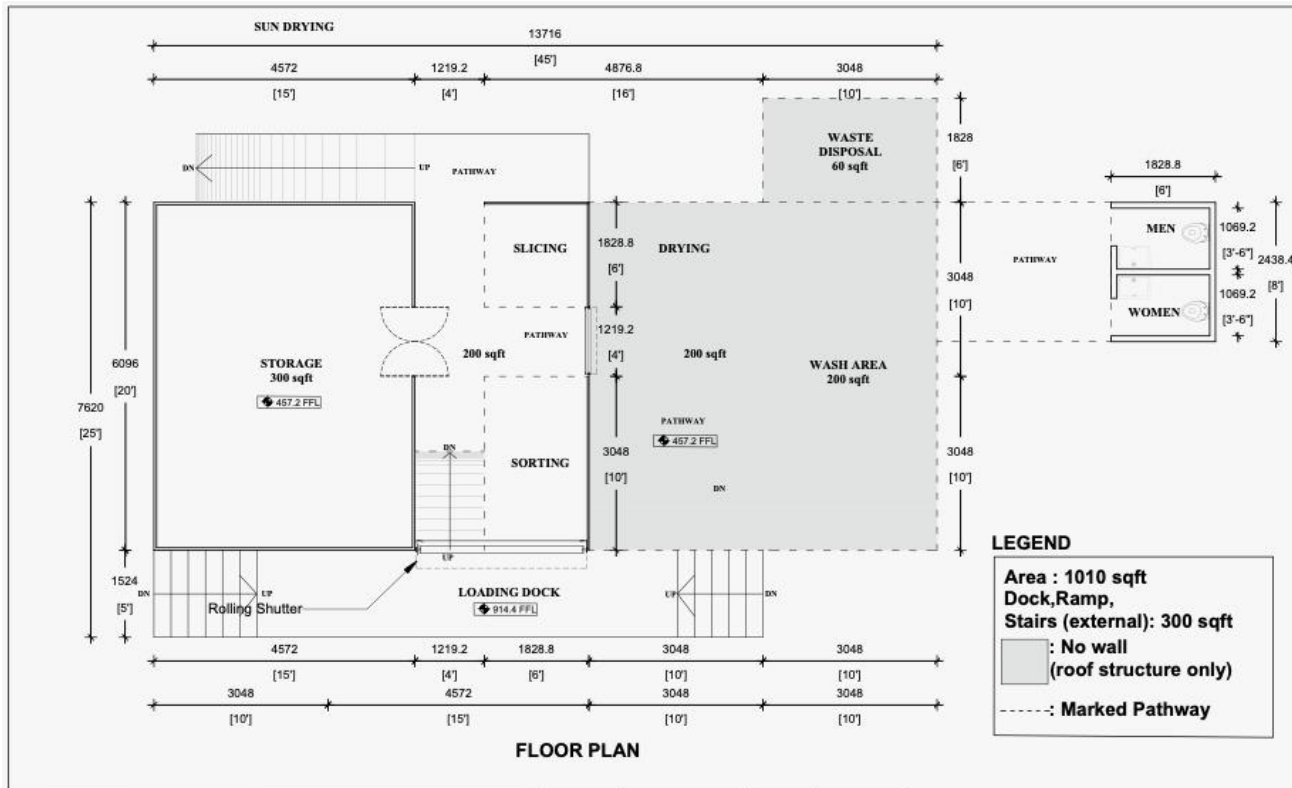 SUN DRYING
13716
[45']
4572
1219.2
4876.8
3048
[15']
[4']
[16']
[10']
WASTE
DISPOSAL
60 sqft
1828
[6']
1828.8
[6']
DN
UP
PATHWAY
SLICING
1828.8
[6']
DRYING
3048
[10']
PATHWAY
MEN
1069.2
[3'-6"]
2438.4
[8']
WOMEN
1069.2
[3'-6"]
7620
[25']
6096
[20']
STORAGE
300 sqft
457.2 FFL
200 sqft
PATHWAY
1219.2
[4']
200 sqft
WASH AREA
200 sqft
PATHWAY
457.2 FFL
DN
SORTING
3048
[10']
DN
3048
[10']
UP
1524
[5']
DN
UP
Rolling Shutter
LOADING DOCK
914.4 FFL
UP
DN
4572
1219.2
1828.8
3048
3048
[15']
[4']
[6']
[10']
[10']
3048
4572
3048
3048
[10']
[15']
[10']
[10']
FLOOR PLAN
LEGEND
Area : 1010 sqft
Dock,Ramp,
Stairs (external): 300 sqft
: No wall
(roof structure only)
: Marked Pathway